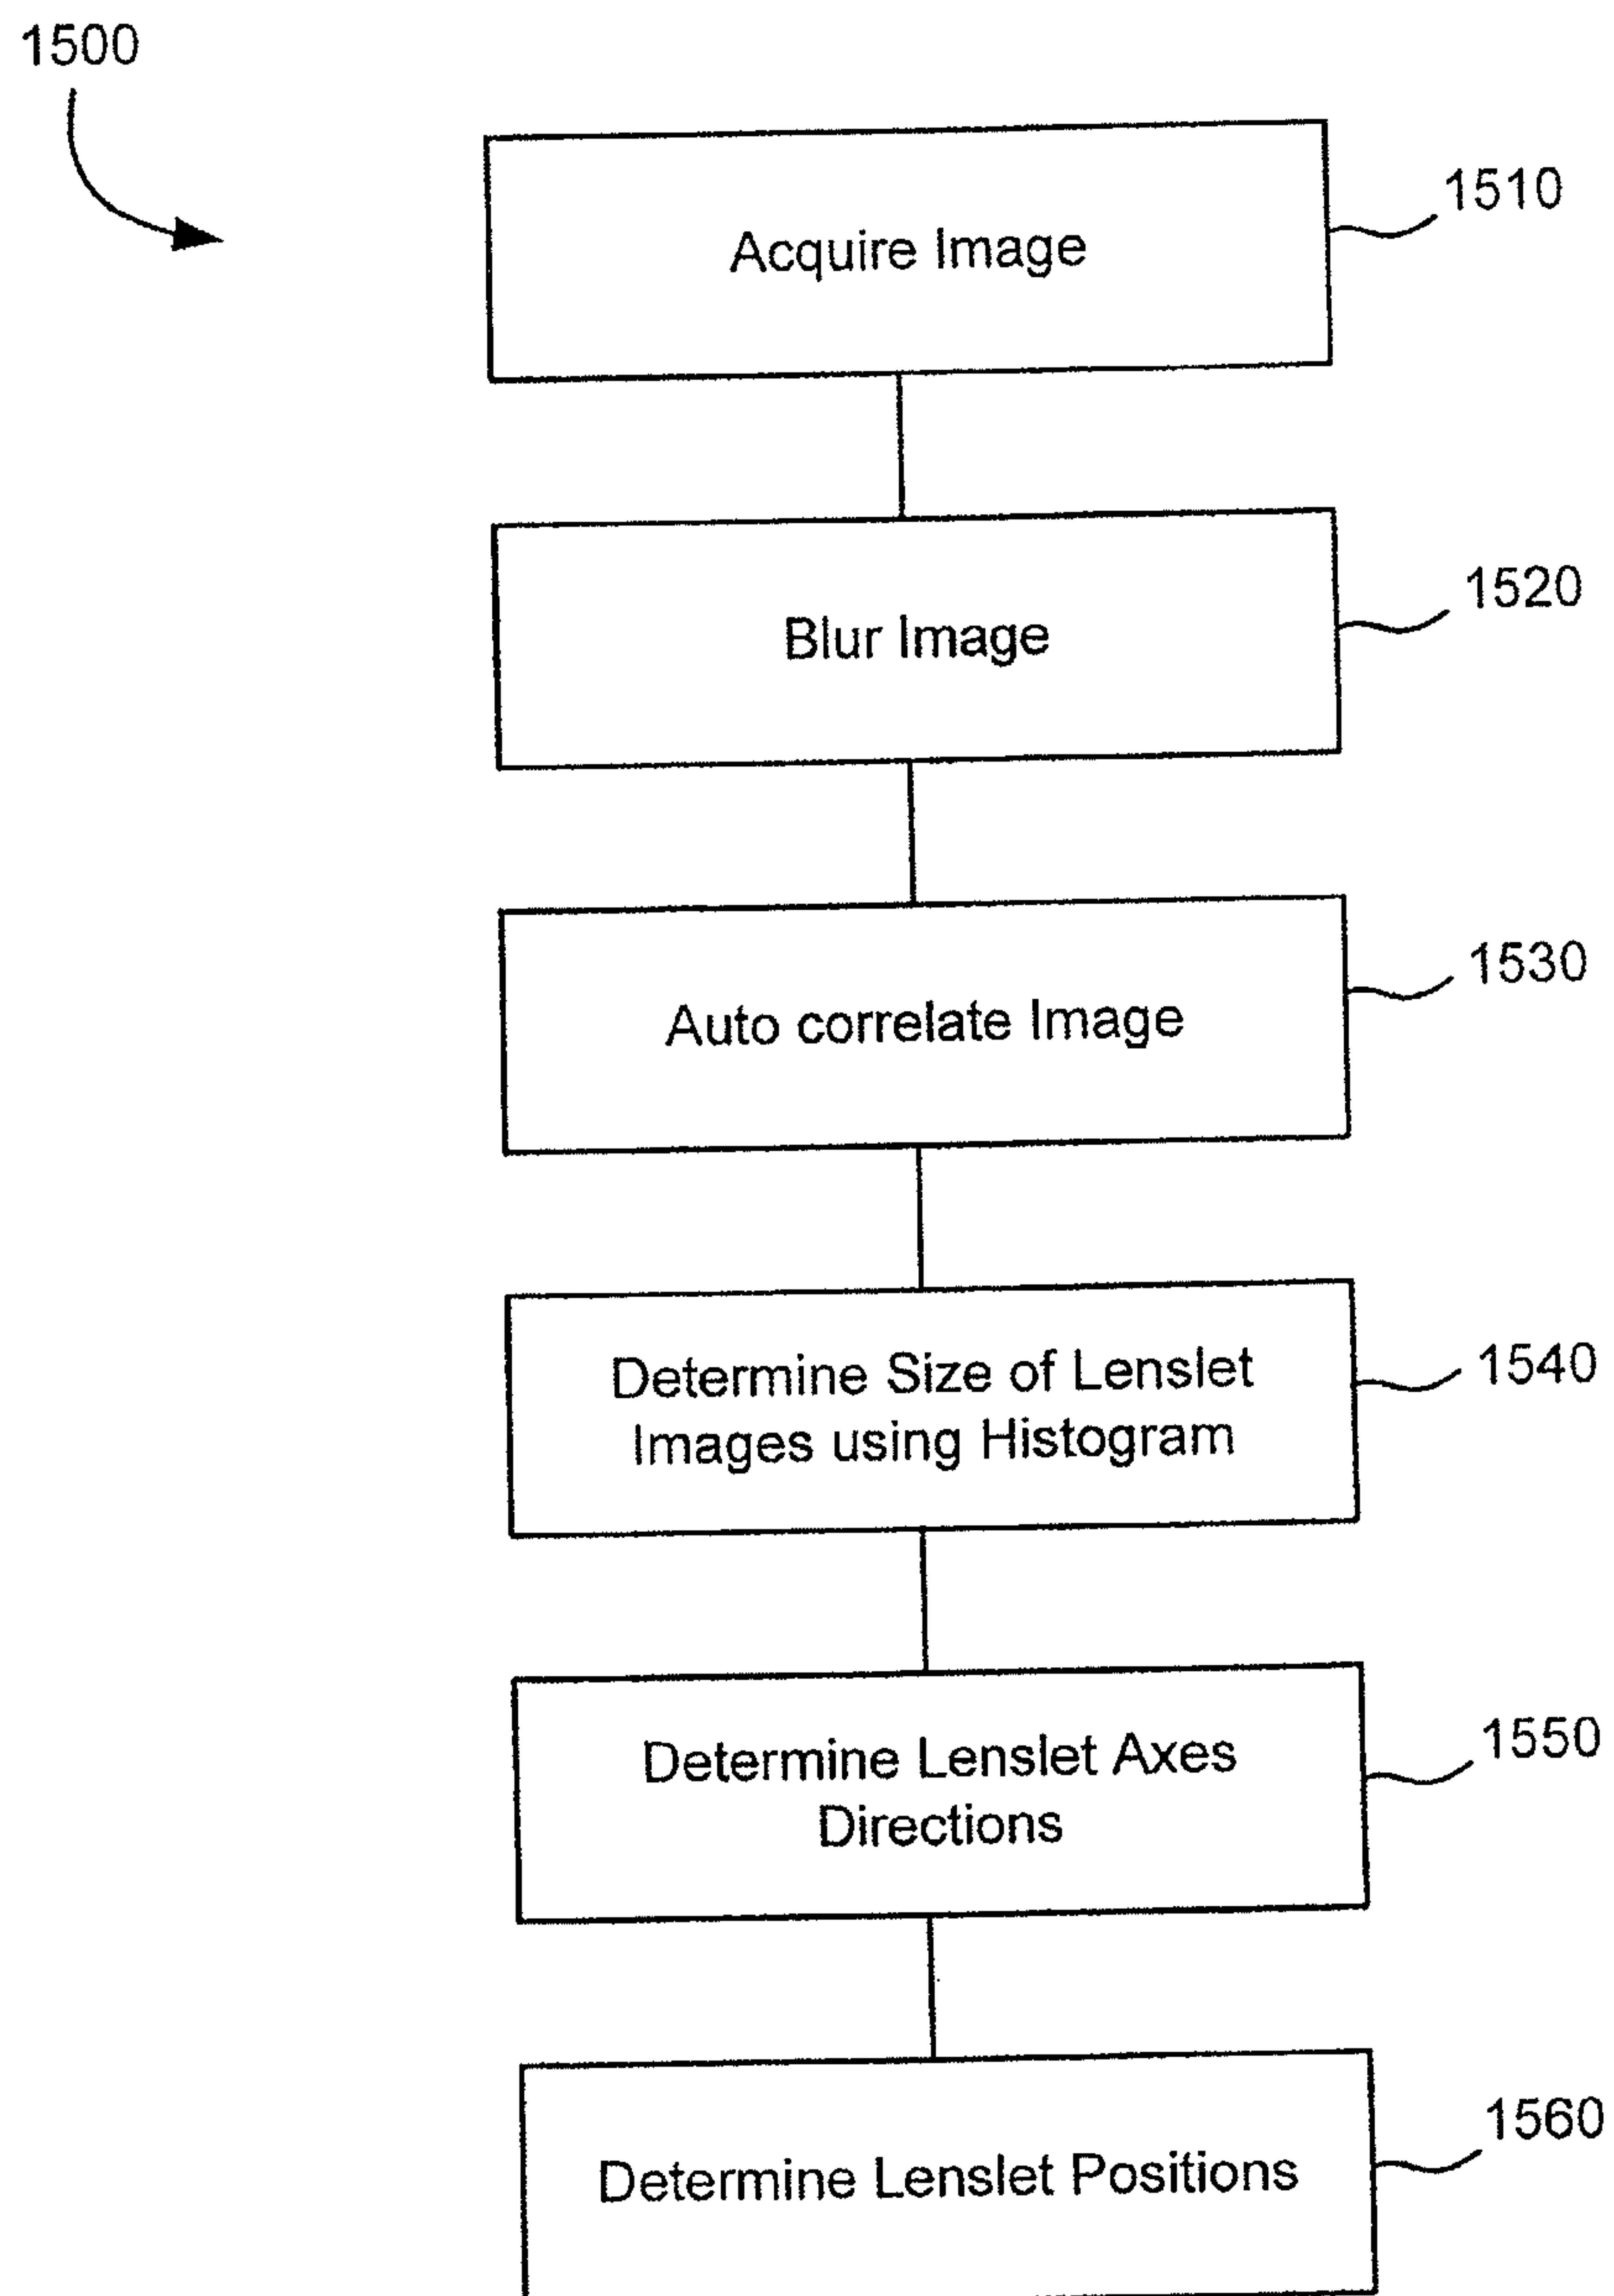 1500
Acquire Image
1510
Blur Image
1520
Auto correlate Image
1530
Determine Size of Lenslet
Images using Histogram
1540
Determine Lenslet Axes
Directions
1550
Determine Lenslet Positions
1560